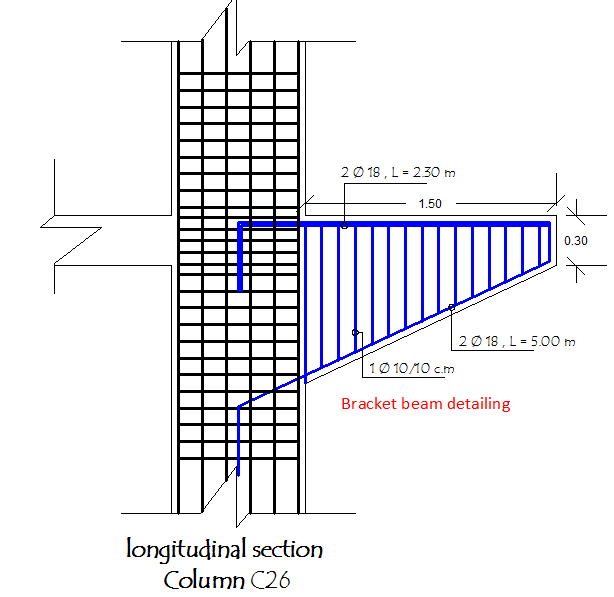 2 Ø 18 , L = 2.30 m
1.50
0.30
2 Ø 18 , L = 5.00 m
1 Ø 10/10 c.m
Bracket beam detailing
longitudinal section
Column C26